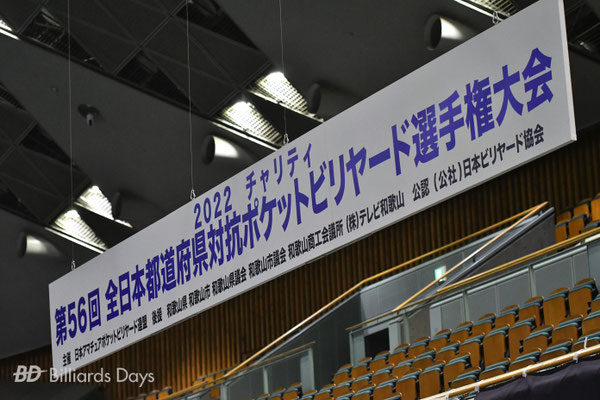 2022 チャリティ
第56回 全日本都道府県対抗ポケットビリヤード選手権大会
主催 日本アマチュアポケットビリヤード連盟 後援 和歌山県 和歌山市 和歌山県議会 和歌山市議会 和歌山商工会議所 (株)テレビ和歌山 公認 (公社)日本ビリヤード協会
BD Billiards Days